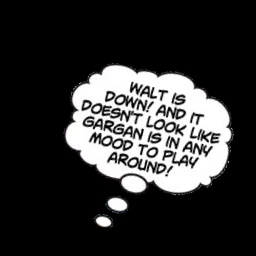 WALT IS
DOWN! AND IT
DOESN'T LOOK LIKE
GARGAN IS IN ANY
MOOD TO PLAY
AROUND!